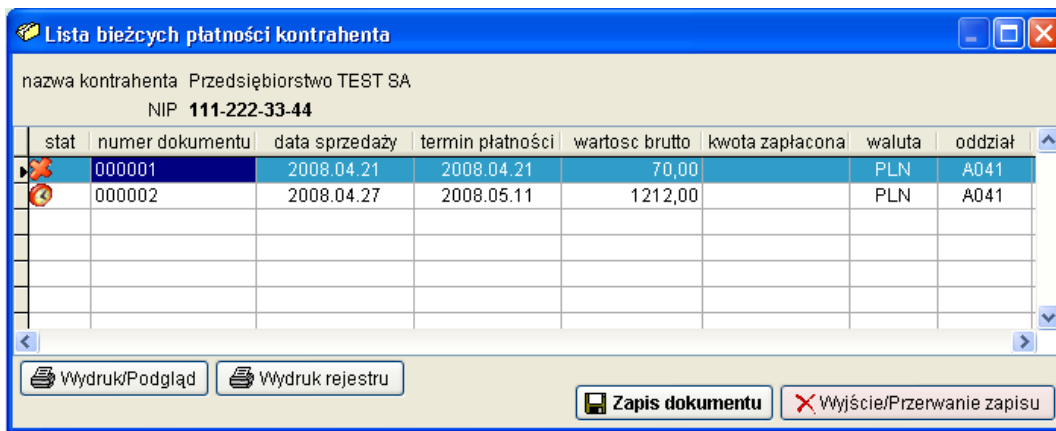 Lista bieżcych płatności kontrahenta
nazwa kontrahenta Przedsiębiorstwo TEST SA
NIP 111-222-33-44
stat numer dokumentu data sprzedaży termin płatności wartosc brutto kwota zapłacona waluta oddział
000001 2008.04.21 2008.04.21 70,00 PLN A041
000002 2008.04.27 2008.05.11 1212,00 PLN A041
Wydruk/Podgląd Wydruk rejestru
Zapis dokumentu Wyjście/Przerwanie zapisu